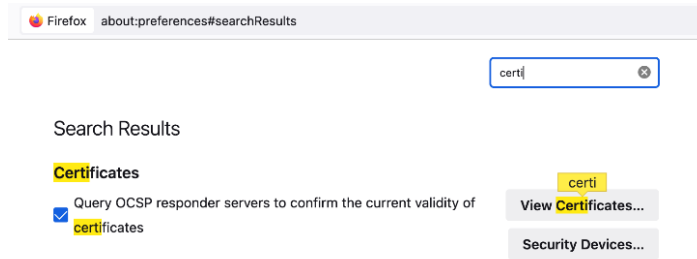 Firefox about:preferences#searchResults
certi
Search Results
Certificates
certi
Query OCSP responder servers to confirm the current validity of
certificates
View Certificates...
Security Devices...